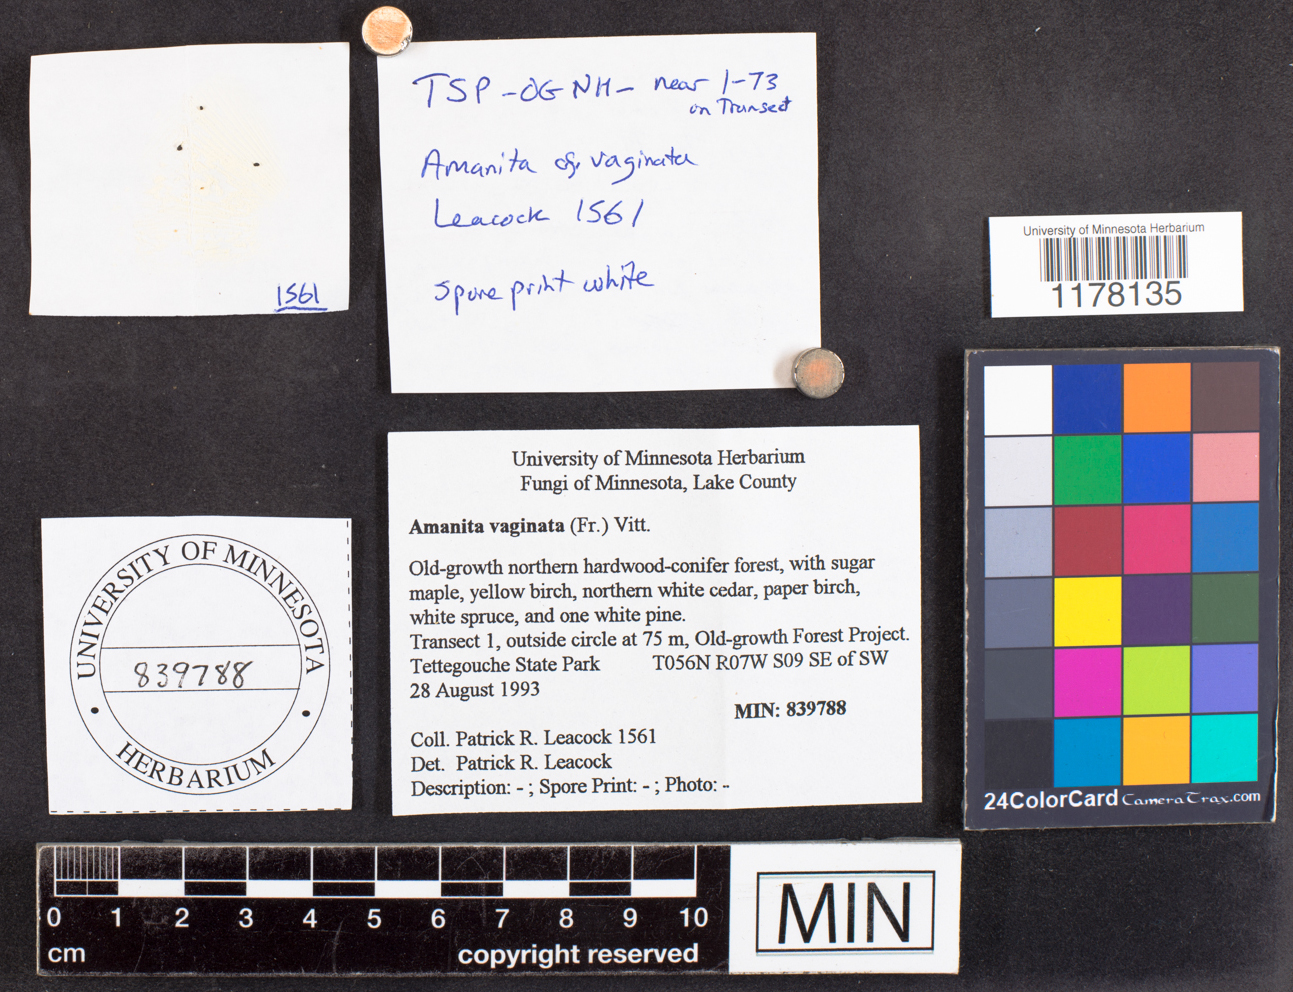 1561
TSP-OG NH- near 1-73
on Transect
Amanita cf. vaginata
Leacock 1561
spore print white
University of Minnesota Herbarium
1178135
University of Minnesota Herbarium
Fungi of Minnesota, Lake County
Amanita vaginata (Fr.) Vitt.
Old-growth northern hardwood-conifer forest, with sugar
maple, yellow birch, northern white cedar, paper birch,
white spruce, and one white pine.
Transect 1, outside circle at 75 m, Old-growth Forest Project.
Tettegouche State Park T056N R07W S09 SE of SW
28 August 1993
MIN: 839788
Coll. Patrick R. Leacock 1561
Det. Patrick R. Leacock
Description: - ; Spore Print: - ; Photo: --
UNIVERSITY OF MINNESOTA
839788
HERBARIUM
24ColorCard CameraTrax.com
0 1 2 3 4 5 6 7 8 9 10
cm copyright reserved
MIN